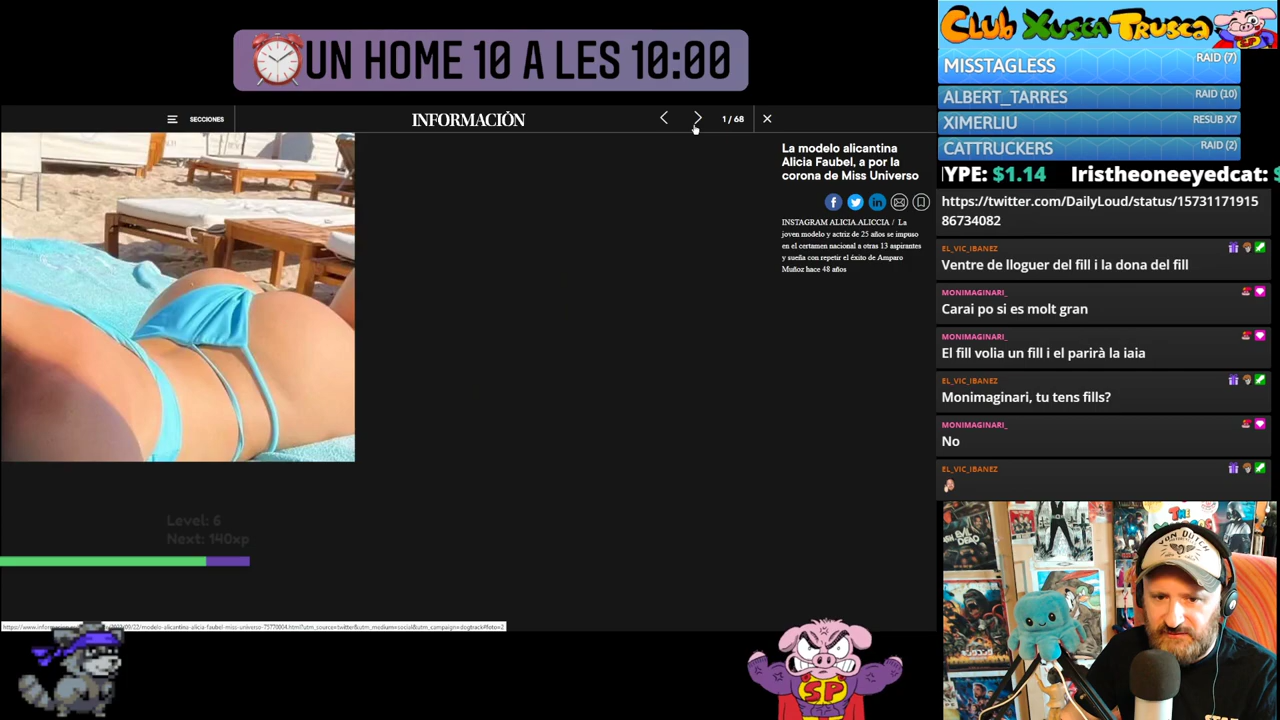 ⏰UN HOME 10 A LES 10:00
SECCIONES
INFORMACIÓN
1 / 68
La modelo alicantina
Alicia Faubel, a por la
corona de Miss Universo
INSTAGRAM ALICIA ALICCIA / La
joven modelo y actriz de 25 años se impuso
en el certamen nacional a otras 13 aspirantes
y sueña con repetir el éxito de Amparo
Muñoz hace 48 años
Level: 6
Next: 140xp
SP
Club Xusca Trusca
MISSTAGLESS RAID (7)
ALBERT_TARRES RAID (10)
XIMERLIU RESUB X7
CATTRUCKERS RAID (2)
YPE: $1.14 Iristheoneeyedcat: $
https://twitter.com/DailyLoud/status/15731171915
86734082
EL_VIC_IBANEZ
Ventre de lloguer del fill i la dona del fill
MONIMAGINARI_
Carai po si es molt gran
MONIMAGINARI_
El fill volia un fill i el parirà la iaia
EL_VIC_IBANEZ
Monimaginari, tu tens fills?
MONIMAGINARI_
No
EL_VIC_IBANEZ
VON DUTCH